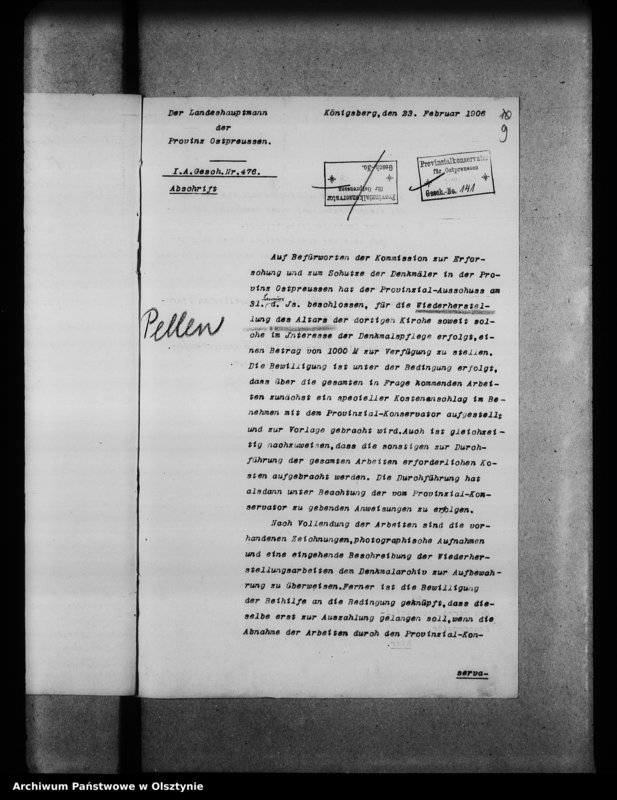 Der Landeshauptmann
der
Provinz Ostpreussen.
Königsberg, den 23. Februar 1906
10
9
I.A.Gesch.Nr.476.
Abschrift
Provinzialkonservator
für Ostpreussen
Gesch.-No.
Provinzialkonservator
für Ostpreussen
Gesch.-No. 141
Pellen
Auf Befürworten der Kommission zur Erfor-
schung und zum Schutze der Denkmäler in der Pro-
vinz Ostpreussen hat der Provinzial-Ausschuss am
31. Januar d. Js. beschlossen, für die Wiederherstel-
lung des Altars der dortigen Kirche soweit sol-
che im Interesse der Denkmalspflege erfolgt,ei-
nen Betrag von 1000 M zur Verfügung zu stellen.
Die Bewilligung ist unter der Bedingung erfolgt,
dass über die gesamten in Frage kommenden Arbei-
ten zunächst ein specieller Kostenanschlag im Be-
nehmen mit dem Provinzial-Konservator aufgestellt
und zur Vorlage gebracht wird.Auch ist gleichzei-
tig nachzuweisen,dass die sonstigen zur Durch-
führung der gesamten Arbeiten erforderlichen Ko-
sten aufgebracht werden. Die Durchführung hat
alsdann unter Beachtung der vom Provinzial-Kon-
servator zu gebenden Anweisungen zu erfolgen.
Nach Vollendung der Arbeiten sind die vor-
handenen Zeichnungen,photographische Aufnahmen
und eine eingehende Beschreibung der Wiederher-
stellungsarbeiten dem Denkmalarchiv zur Aufbewah-
rung zu überweisen.Ferner ist die Bewilligung
der Beihilfe an die Bedingung geknüpft,dass die-
selbe erst zur Auszahlung gelangen soll,wenn die
Abnahme der Arbeiten durch den Provinzial-Kon-
serva-
Archiwum Państwowe w Olsztynie